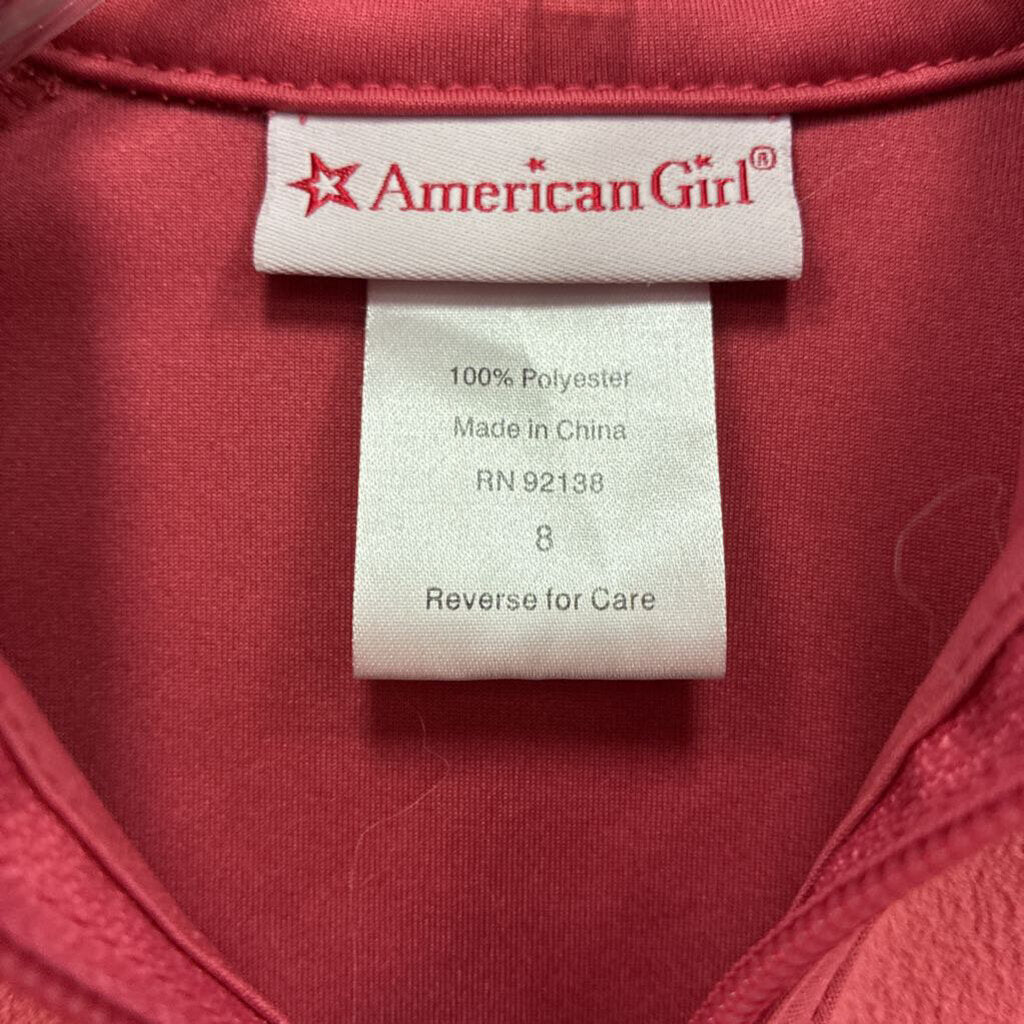 American Girl®
100% Polyester
Made in China
RN 92138
8
Reverse for Care